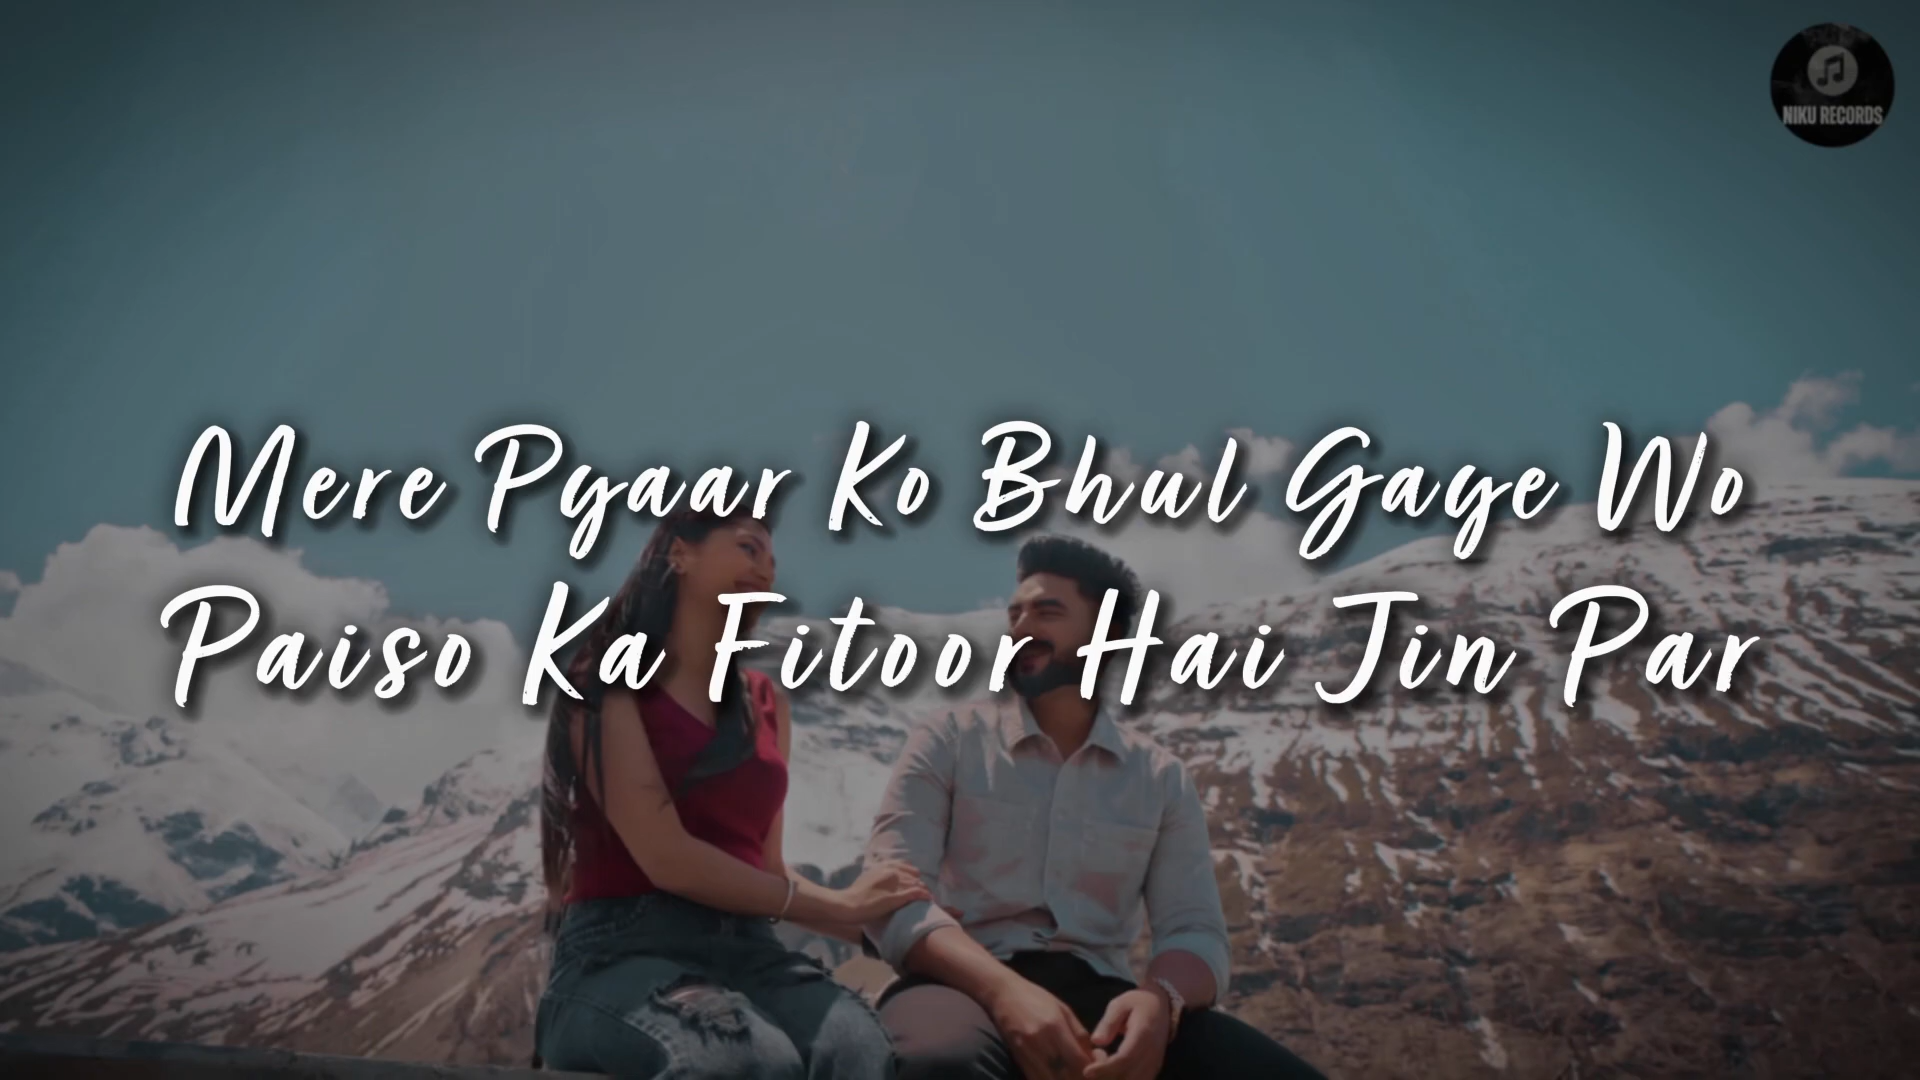 NIKU RECORDS
Mere Pyaar Ko Bhul Gaye Wo
Paiso Ka Fitoor Hai Jin Par